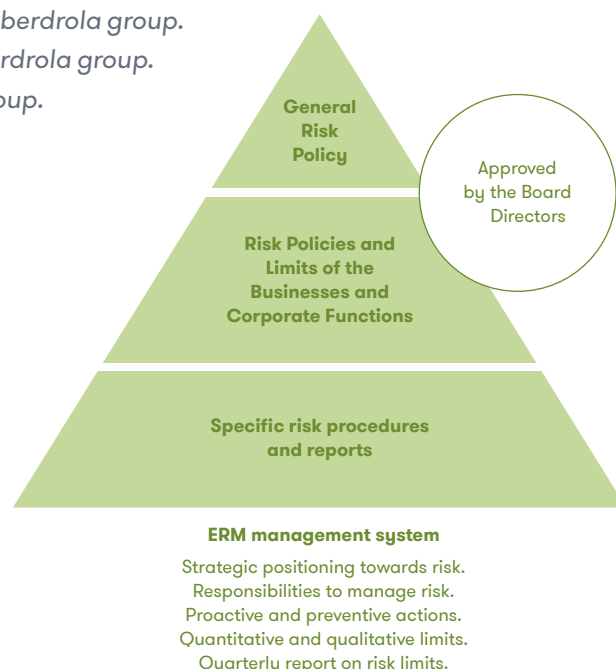 berdrola group.
rdrola group.
oup.
General
Risk
Policy
Approved
by the Board
Directors
Risk Policies and
Limits of the
Businesses and
Corporate Functions
Specific risk procedures
and reports
ERM management system
Strategic positioning towards risk.
Responsibilities to manage risk.
Proactive and preventive actions.
Quantitative and qualitative limits.
Quarterly report on risk limits.